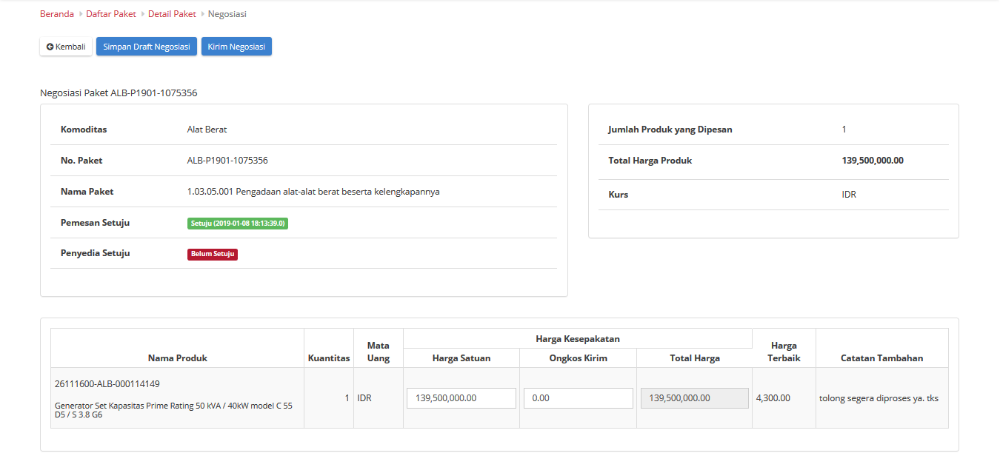 Beranda Daftar Paket Detail Paket Negosiasi
Kembali Simpan Draft Negosiasi Kirim Negosiasi
Negosiasi Paket ALB-P1901-1075356
Komoditas Alat Berat
No. Paket ALB-P1901-1075356
Nama Paket 1.03.05.001 Pengadaan alat-alat berat beserta kelengkapannya
Pemesan Setuju Setuju (2019-01-08 18:13:39.0)
Penyedia Setuju Belum Setuju
Jumlah Produk yang Dipesan 1
Total Harga Produk 139,500,000.00
Kurs IDR
Nama Produk Kuantitas Mata Uang Harga Kesepakatan Harga Terbaik Catatan Tambahan
Harga Satuan Ongkos Kirim Total Harga
26111600-ALB-000114149
1 IDR 139,500,000.00 0.00 139,500,000.00 4,300.00 tolong segera diproses ya. tks
Generator Set Kapasitas Prime Rating 50 kVA / 40kW model C 55
D5 / S 3.8 G6